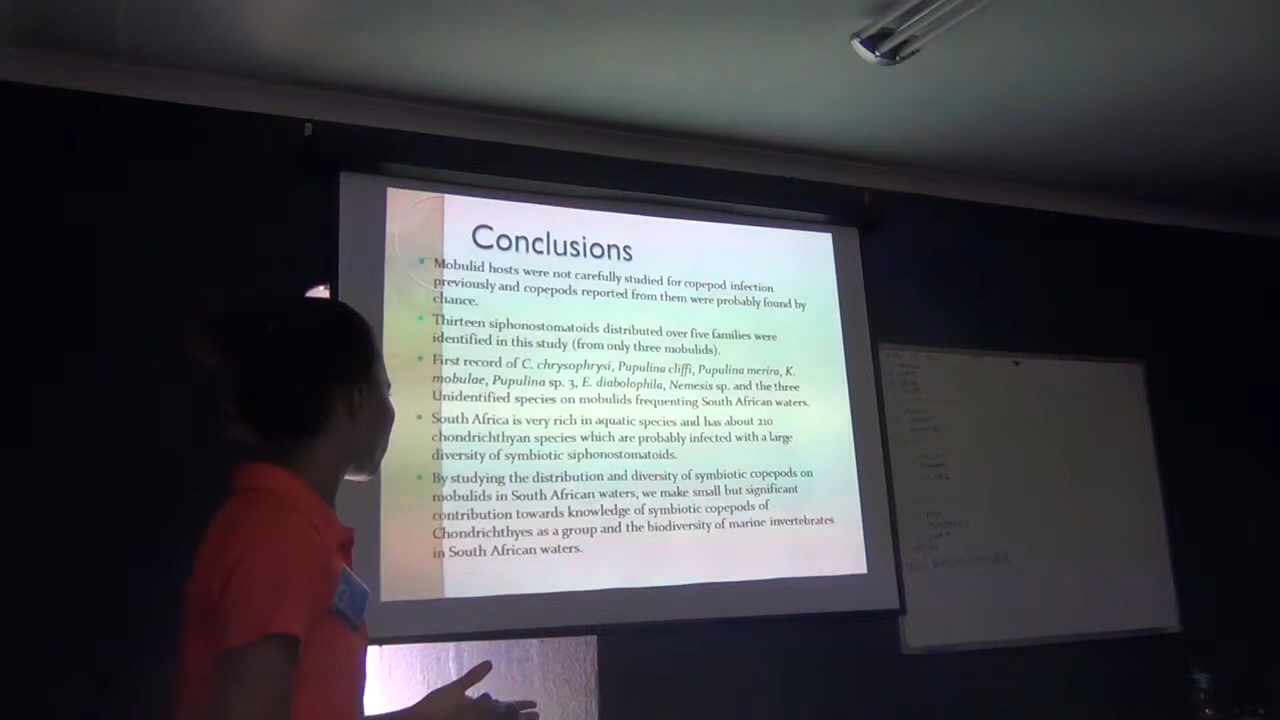 Conclusions
• Mobulid hosts were not carefully studied for copepod infection
previously and copepods reported from them were probably found by
chance.
• Thirteen siphonostomatoids distributed over five families were
identified in this study (from only three mobulids).
• First record of C. chrysophrysi, Pupulina cliffi, Pupulina merira, K.
mobulae, Pupulina sp. 3, E. diabolophila, Nemesis sp. and the three
Unidentified species on mobulids frequenting South African waters.
• South Africa is very rich in aquatic species and has about 210
chondrichthyan species which are probably infected with a large
diversity of symbiotic siphonostomatoids.
• By studying the distribution and diversity of symbiotic copepods on
mobulids in South African waters, we make small but significant
contribution towards knowledge of symbiotic copepods of
Chondrichthyes as a group and the biodiversity of marine invertebrates
in South African waters.